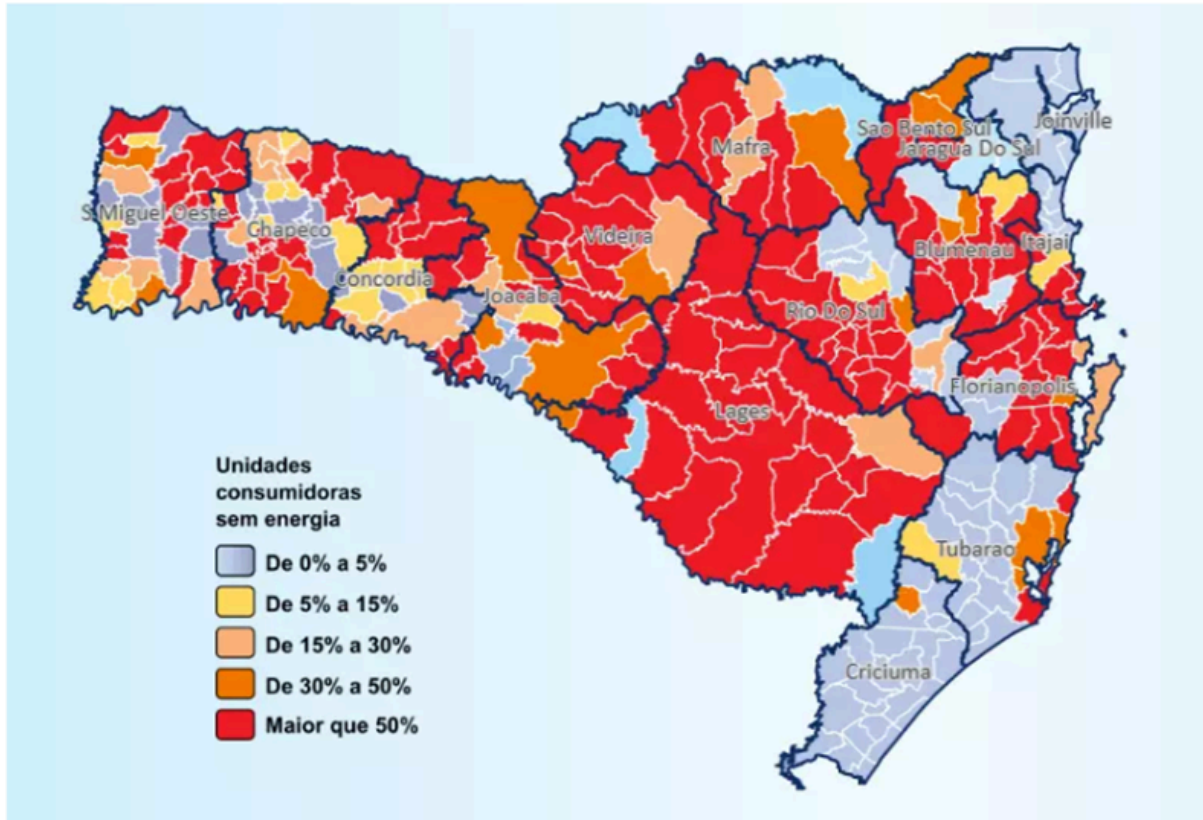 Joinville
Sao Bento Sul
Mafra
Jaragua Do Sul
S Miguel Oeste
Chapeco
Videira
Blumenau
Itajai
Concordia
Joacaba
Rio Do Sul
Florianopolis
Lages
Unidades
consumidoras
sem energia
De 0% a 5%
De 5% a 15%
De 15% a 30%
De 30% a 50%
Maior que 50%
Tubarao
Criciuma